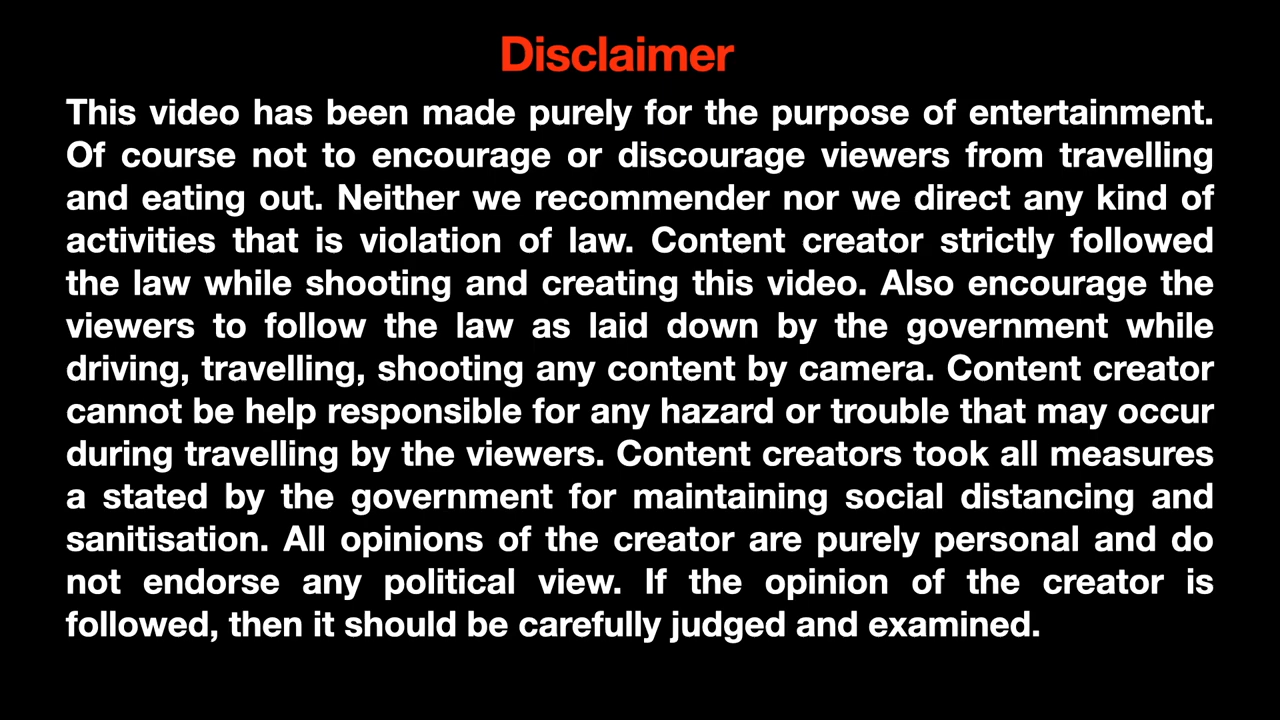 Disclaimer
This video has been made purely for the purpose of entertainment.
Of course not to encourage or discourage viewers from travelling
and eating out. Neither we recommender nor we direct any kind of
activities that is violation of law. Content creator strictly followed
the law while shooting and creating this video. Also encourage the
viewers to follow the law as laid down by the government while
driving, travelling, shooting any content by camera. Content creator
cannot be help responsible for any hazard or trouble that may occur
during travelling by the viewers. Content creators took all measures
a stated by the government for maintaining social distancing and
sanitisation. All opinions of the creator are purely personal and do
not endorse any political view. If the opinion of the creator is
followed, then it should be carefully judged and examined.